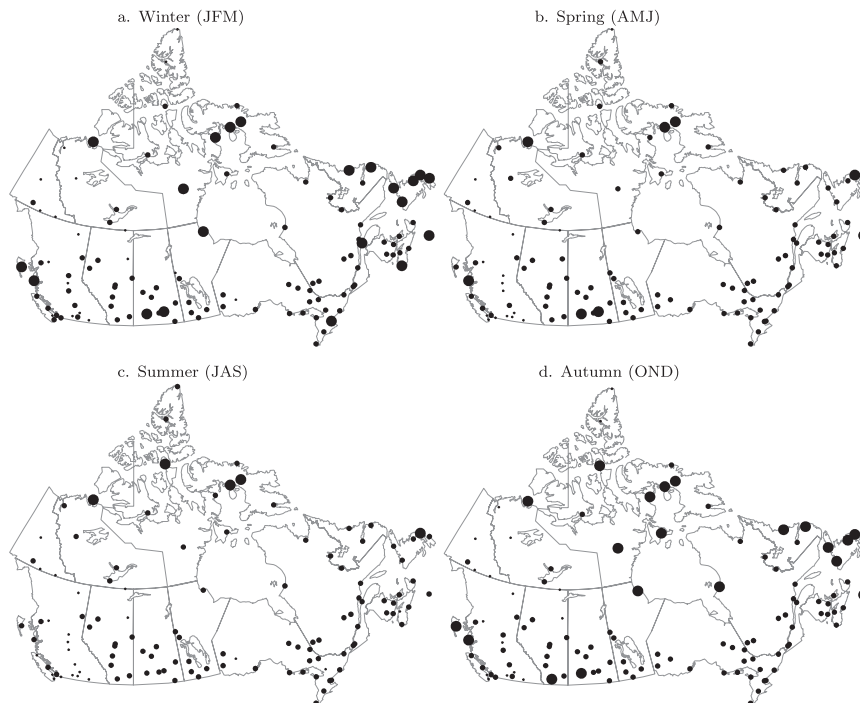 a. Winter (JFM)
b. Spring (AMJ)
c. Summer (JAS)
d. Autumn (OND)